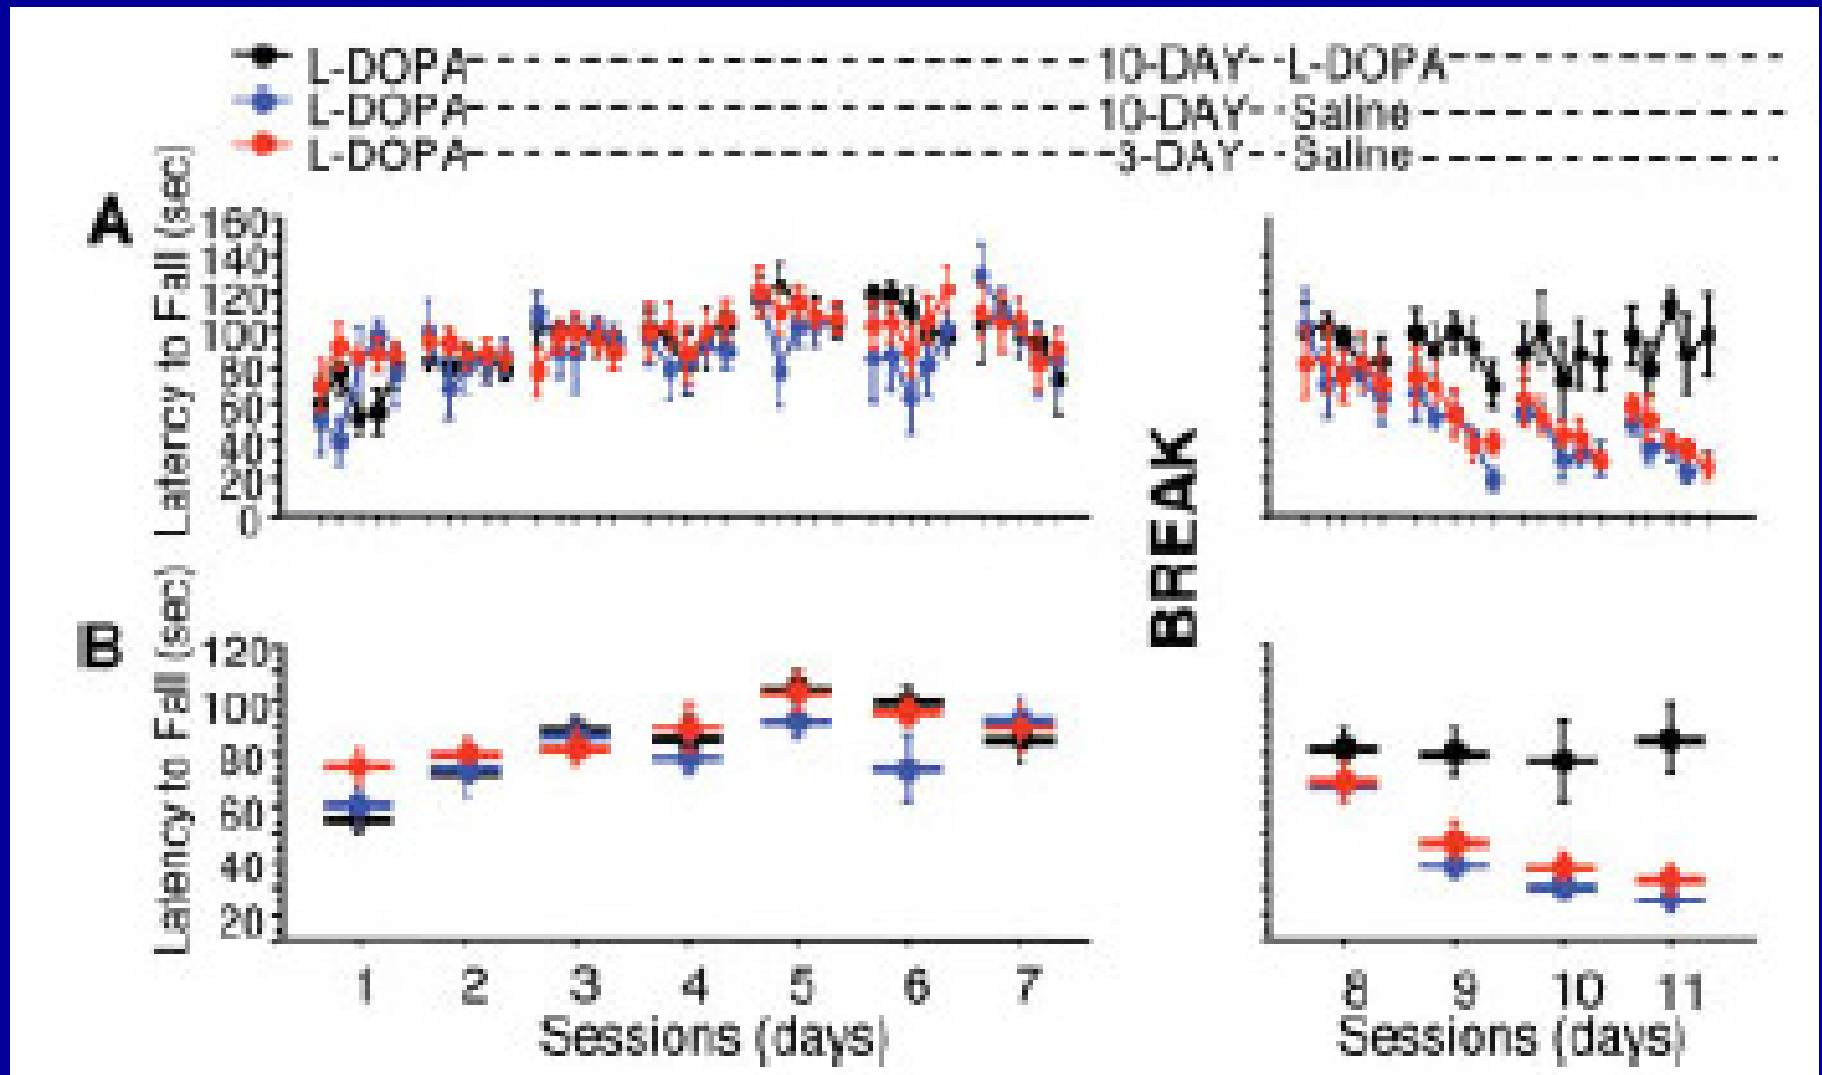 L-DOPA 10-DAY L-DOPA
L-DOPA 10-DAY Saline
L-DOPA 3-DAY Saline
A
Latency to Fall (sec)
160
140
120
100
80
60
40
20
0
BREAK
B
Latency to Fall (sec)
120
100
80
60
40
20
1 2 3 4 5 6 7
8 9 10 11
Sessions (days)
Sessions (days)